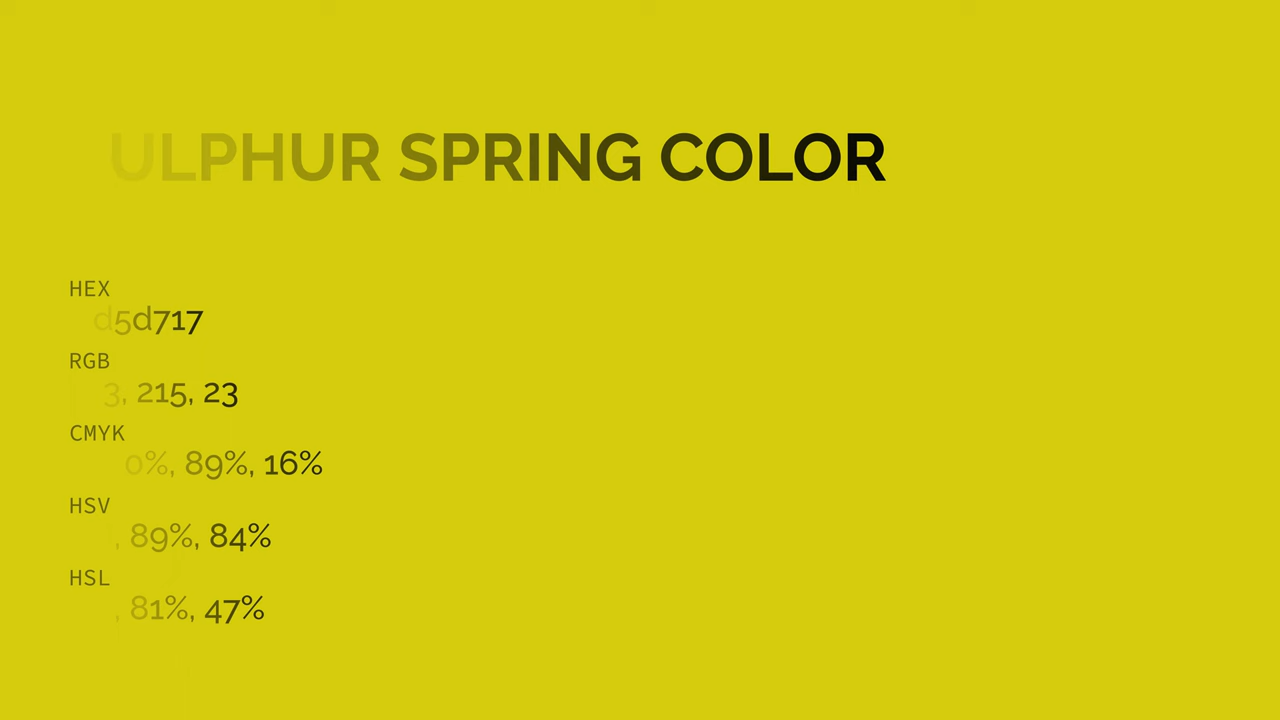 ULPHUR SPRING COLOR
HEX
d5d717
RGB
3, 215, 23
CMYK
0%, 89%, 16%
HSV
, 89%, 84%
HSL
, 81%, 47%